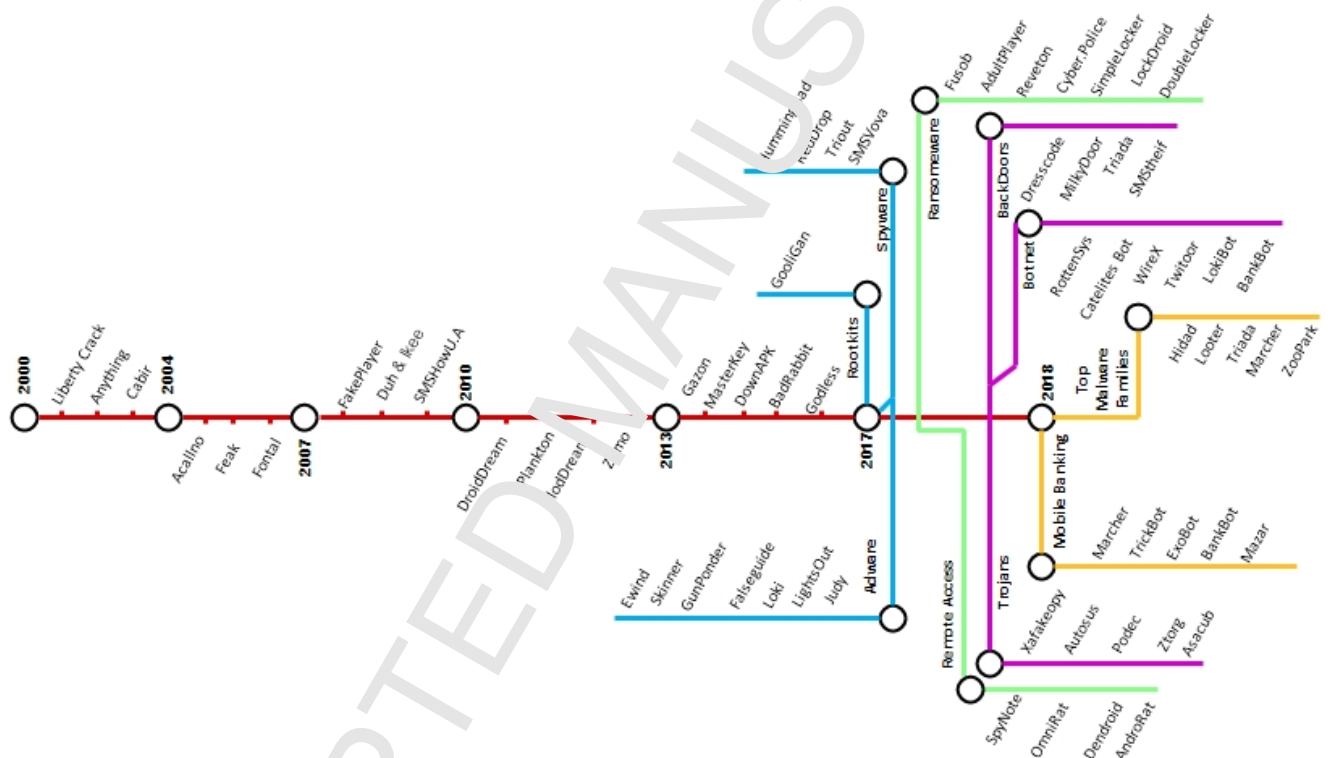 2000
Liberty Crack
Anything
Cabir
2004
Acallno
Feak
Fontal
2007
FakePlayer
Duh & Ikee
SMSHowU.A
2010
DroidDream
Plankton
2013
Gazon
MasterKey
DownAPK
BadRabbit
Godless
2017
Rootkits
GooliGan
Spyware
Triout
SMSVova
Adware
Ewind
Skinner
GunPonder
Falseguide
Loki
LightsOut
Judy
Ransomeware
Fusob
AdultPlayer
Reveton
Cyber.Police
SimpleLocker
LockDroid
DoubleLocker
Remote Access
SpyNote
OmniRat
Dendroid
AndroRat
BackDoors
Dresscode
MilkyDoor
Triada
SMStheif
Botnet
RottenSys
Catelites Bot
WireX
Twitoor
LokiBot
BankBot
Trojans
Xafakeopy
Autosus
Podec
Ztorg
Asacub
2018
Top
Malware
Families
Hidad
Looter
Triada
Marcher
ZooPark
Mobile Banking
Marcher
TrickBot
ExoBot
BankBot
Mazar
PTED MANUS